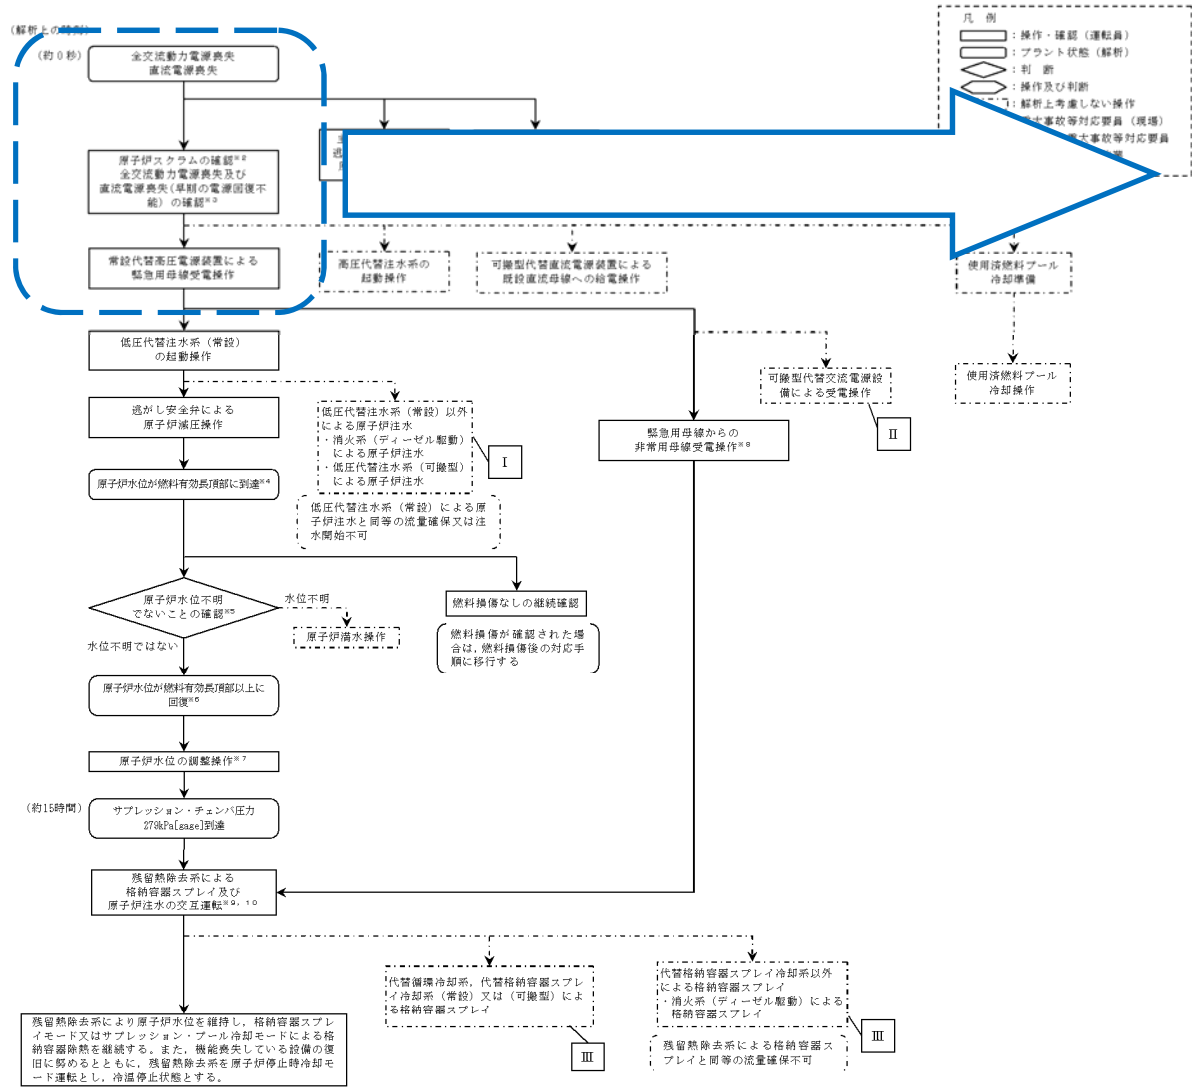 (解析上の時刻)
(約0秒)
全交流動力電源喪失
直流電源喪失
凡 例
：操作・確認（運転員）
：プラント状態（解析）
：判 断
：操作及び判断
：解析上考慮しない操作
重大事故等対応要員（現場）
重大事故等対応要員
原子炉スクラムの確認※2
全交流動力電源喪失及び
直流電源喪失(早期の電源回復不
能）の確認※3
常設代替高圧電源装置による
緊急用母線受電操作
高圧代替注水系の
起動操作
可搬型代替直流電源装置による
既設直流母線への給電操作
使用済燃料プール
冷却準備
低圧代替注水系（常設）
の起動操作
可搬型代替交流電源設
備による受電操作
使用済燃料プール
冷却操作
Ⅱ
逃がし安全弁による
原子炉減圧操作
低圧代替注水系（常設）以外
による原子炉注水
・消火系（ディーゼル駆動）
による原子炉注水
・低圧代替注水系（可搬型）
による原子炉注水
Ⅰ
緊急用母線からの
非常用母線受電操作※8
原子炉水位が燃料有効長頂部に到達※4
低圧代替注水系（常設）による原
子炉注水と同等の流量確保又は注
水開始不可
原子炉水位不明
でないことの確認※5
水位不明
原子炉満水操作
水位不明ではない
燃料損傷なしの継続確認
燃料損傷が確認された場
合は，燃料損傷後の対応手
順に移行する
原子炉水位が燃料有効長頂部以上に
回復※6
原子炉水位の調整操作※7
(約15時間)
サプレッション・チェンバ圧力
279kPa[gage]到達
残留熱除去系による
格納容器スプレイ及び
原子炉注水の交互運転※9，10
代替循環冷却系，代替格納容器スプレ
イ冷却系（常設）又は（可搬型）によ
る格納容器スプレイ
Ⅲ
代替格納容器スプレイ冷却系以外
による格納容器スプレイ
・消火系（ディーゼル駆動）による
格納容器スプレイ
Ⅲ
残留熱除去系による格納容器ス
プレイと同等の流量確保不可
残留熱除去系により原子炉水位を維持し，格納容器スプレ
イモード又はサプレッション・プール冷却モードによる格
納容器除熱を継続する。また，機能喪失している設備の復
旧に努めるとともに，残留熱除去系を原子炉停止時冷却モ
ード運転とし，冷温停止状態とする。